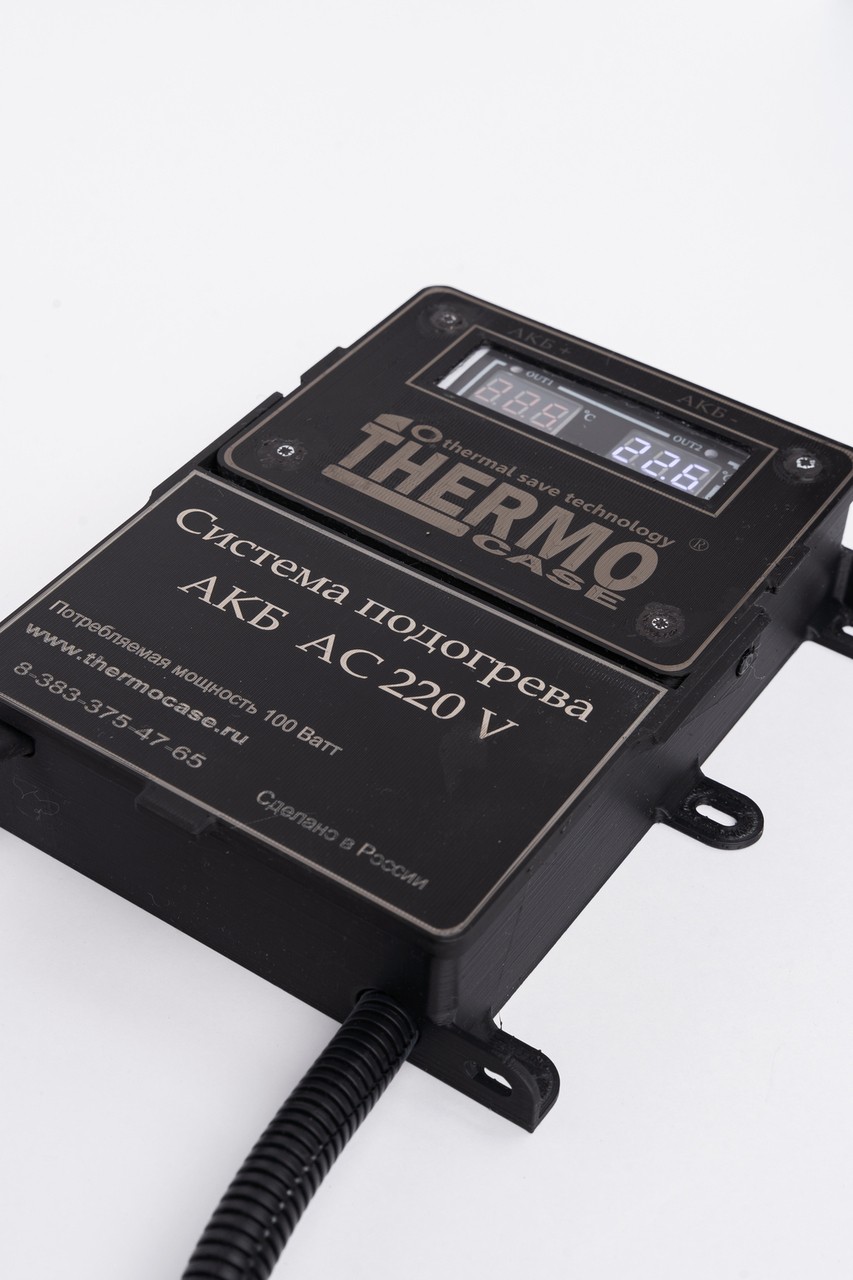 АКБ +
АКБ -
OUT1
°C
OUT2
22.6
thermal save technology
THERMO
®
CASE
Система подогрева
АКБ АС 220 V
Потребляемая мощность 100 Ватт
www.thermocase.ru
8-383-375-47-65
Сделано в России